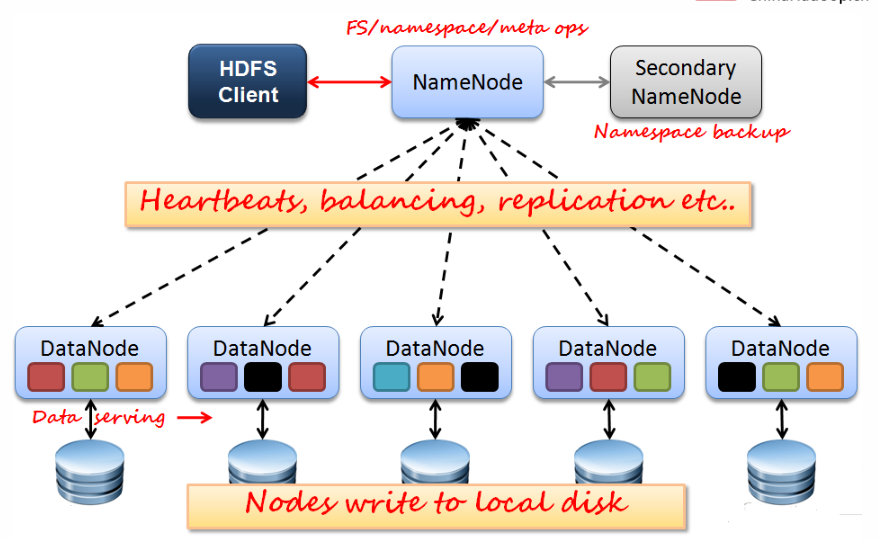 FS/namespace/meta ops
HDFS
Client
NameNode
Secondary
NameNode
Namespace backup
Heartbeats, balancing, replication etc..
DataNode
DataNode
DataNode
DataNode
DataNode
Data serving
Nodes write to local disk